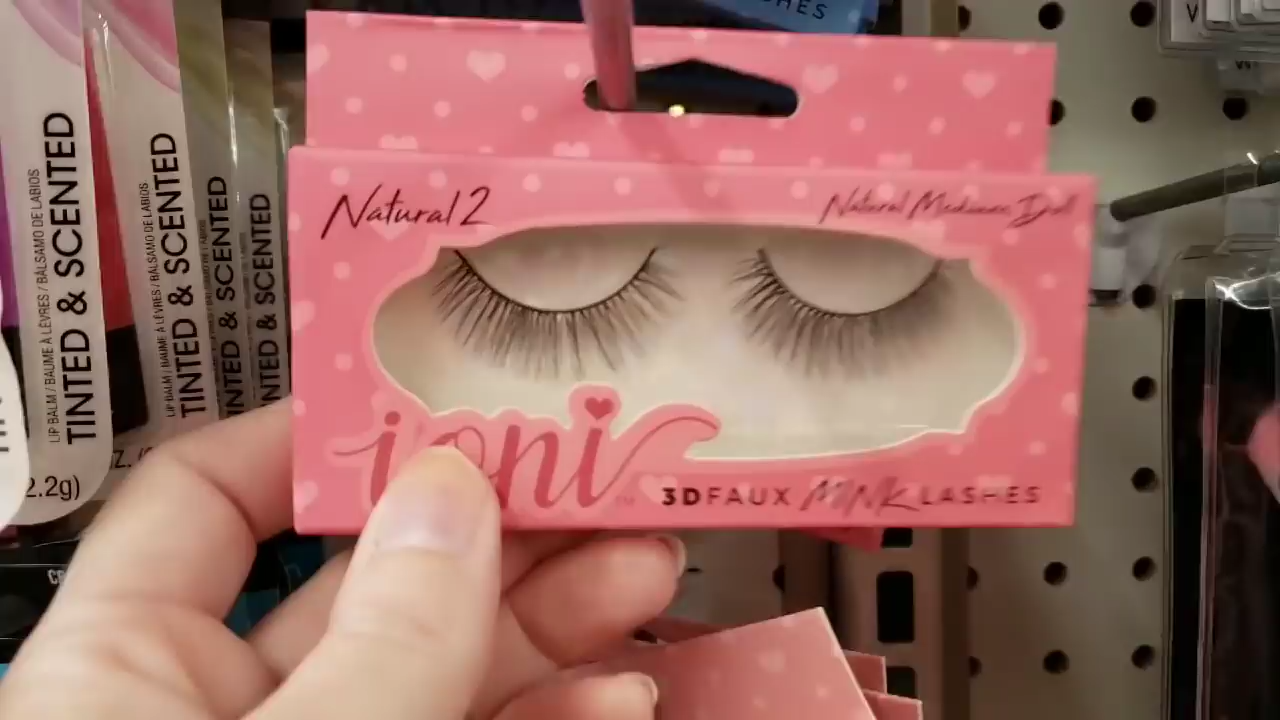 SHES
V
W
Natural 2
Natural Medium Doll
ioni
3D FAUX MINK LASHES
LIP BALM / BAUME À LÈVRES / BÁLSAMO DE LABIOS
TINTED & SCENTED
LIP BALM / BAUME À LÈVRES / BÁLSAMO DE LABIOS
TINTED & SCENTED
TINTED & SCENTED
TINTED & SCENTED
2.2g)